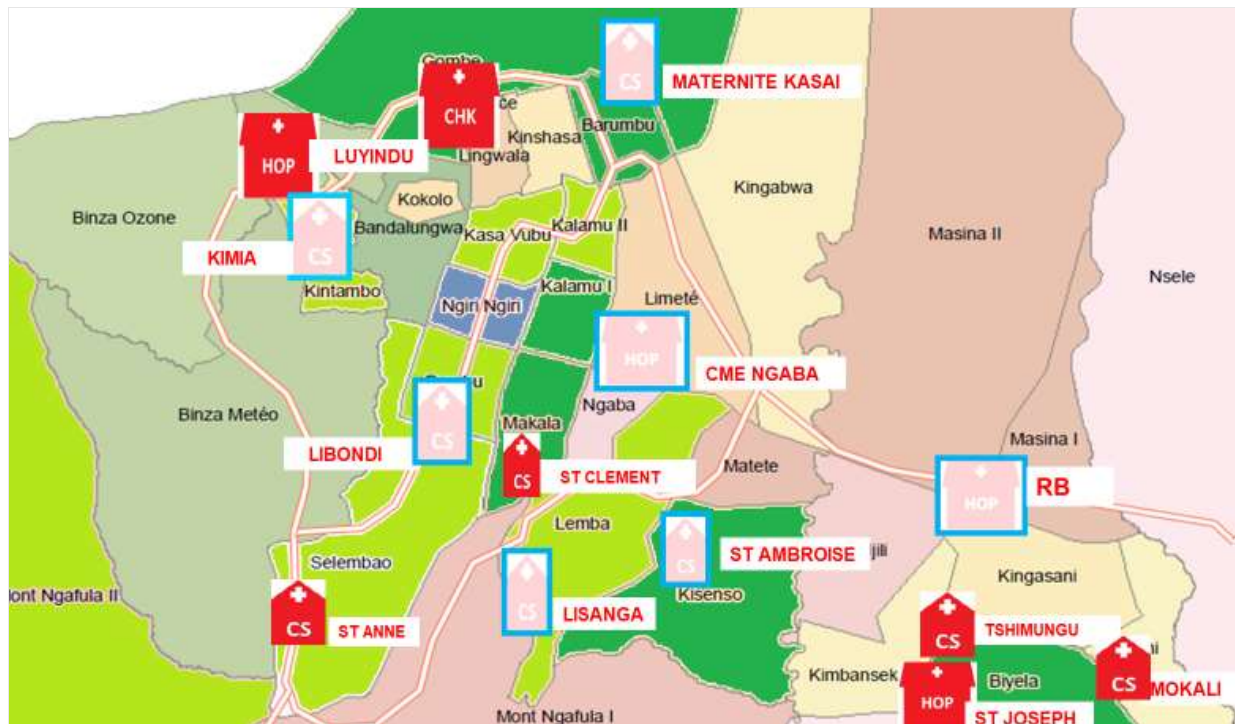 Gombe
CS
MATERNITE KASAI
CHK
ce
Kinshasa
Barumbu
HOP
LUYINDU
Lingwala
Kingabwa
Kokolo
Binza Ozone
Bandalungwa
Kasa Vubu
Kalamu II
Masina II
CS
KIMIA
Nsele
Kintambo
Ngiri Ngiri
Kalamu I
Limeté
HOP
CME NGABA
Binza Metéo
Ngaba
Makala
CS
LIBONDI
Masina I
Matete
CS
ST CLEMENT
RB
HOP
Lemba
ST AMBROISE
CS
Selembao
Kingasani
CS
LISANGA
Kisenso
ont Ngafula II
CS
ST ANNE
CS
TSHIMUNGU
Kimbansek
Biyela
CS
MOKALI
HOP
ST JOSEPH
Mont Ngafula I